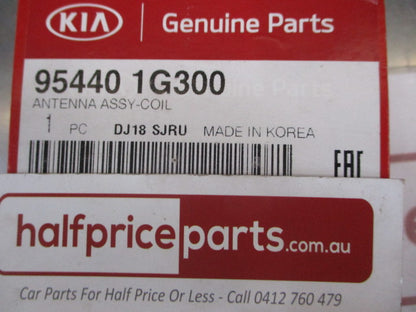 KIA Genuine Parts
95440 1G300
ANTENNA ASSY-COIL
1 PC DJ18 SJRU MADE IN KOREA
EAC
halfpriceparts.com.au
Car Parts For Half Price Or Less - Call 0412 760 479